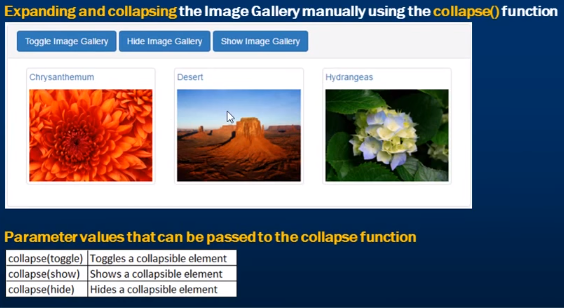 Expanding and collapsing the Image Gallery manually using the collapse() function
Toggle Image Gallery Hide Image Gallery Show Image Gallery
Chrysanthemum Desert Hydrangeas
Parameter values that can be passed to the collapse function
collapse(toggle) Toggles a collapsible element
collapse(show) Shows a collapsible element
collapse(hide) Hides a collapsible element